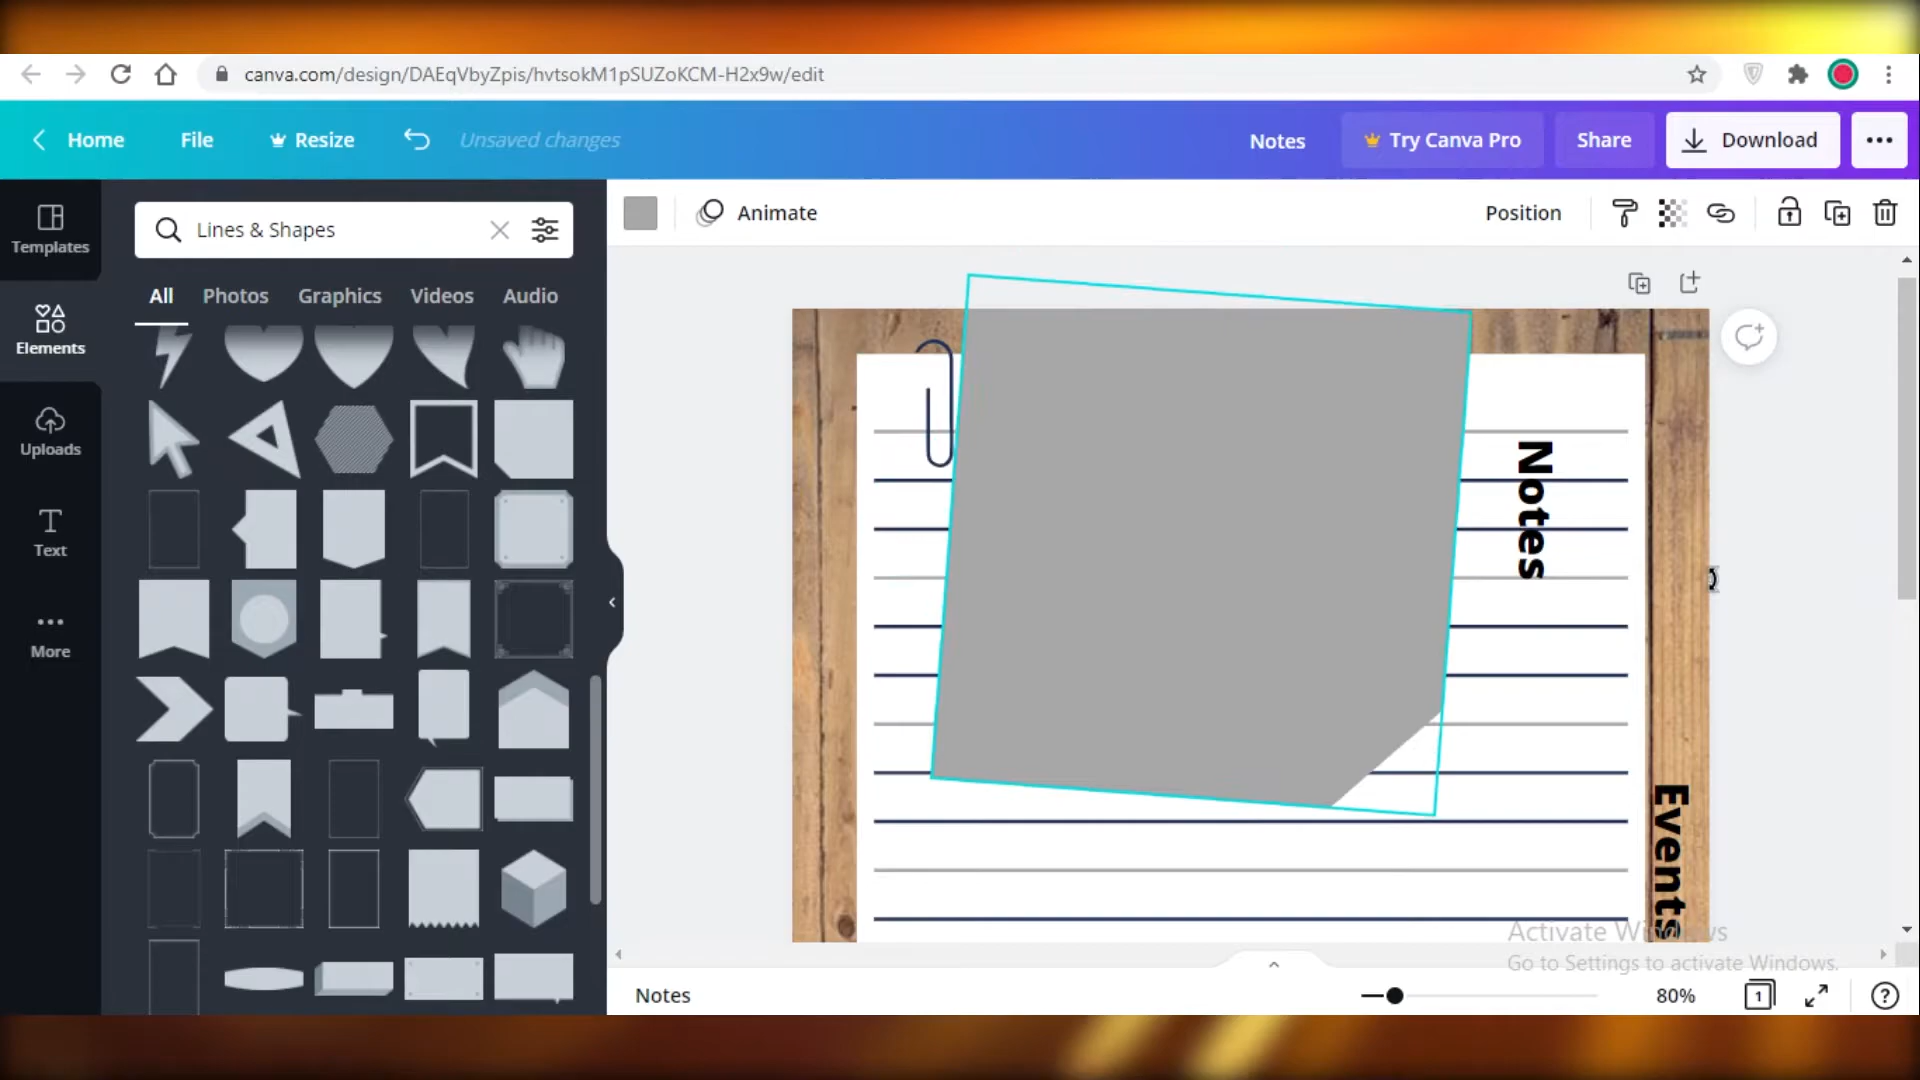 canva.com/design/DAEqVbyZpis/hvtsokM1pSUZoKCM-H2x9w/edit
Home File Resize Unsaved changes Notes Try Canva Pro Share Download
Templates
Elements
Uploads
Text
More
Lines & Shapes
All Photos Graphics Videos Audio
Animate Position
Notes
Events
Activate Windows
Go to Settings to activate Windows.
Notes 80% 1